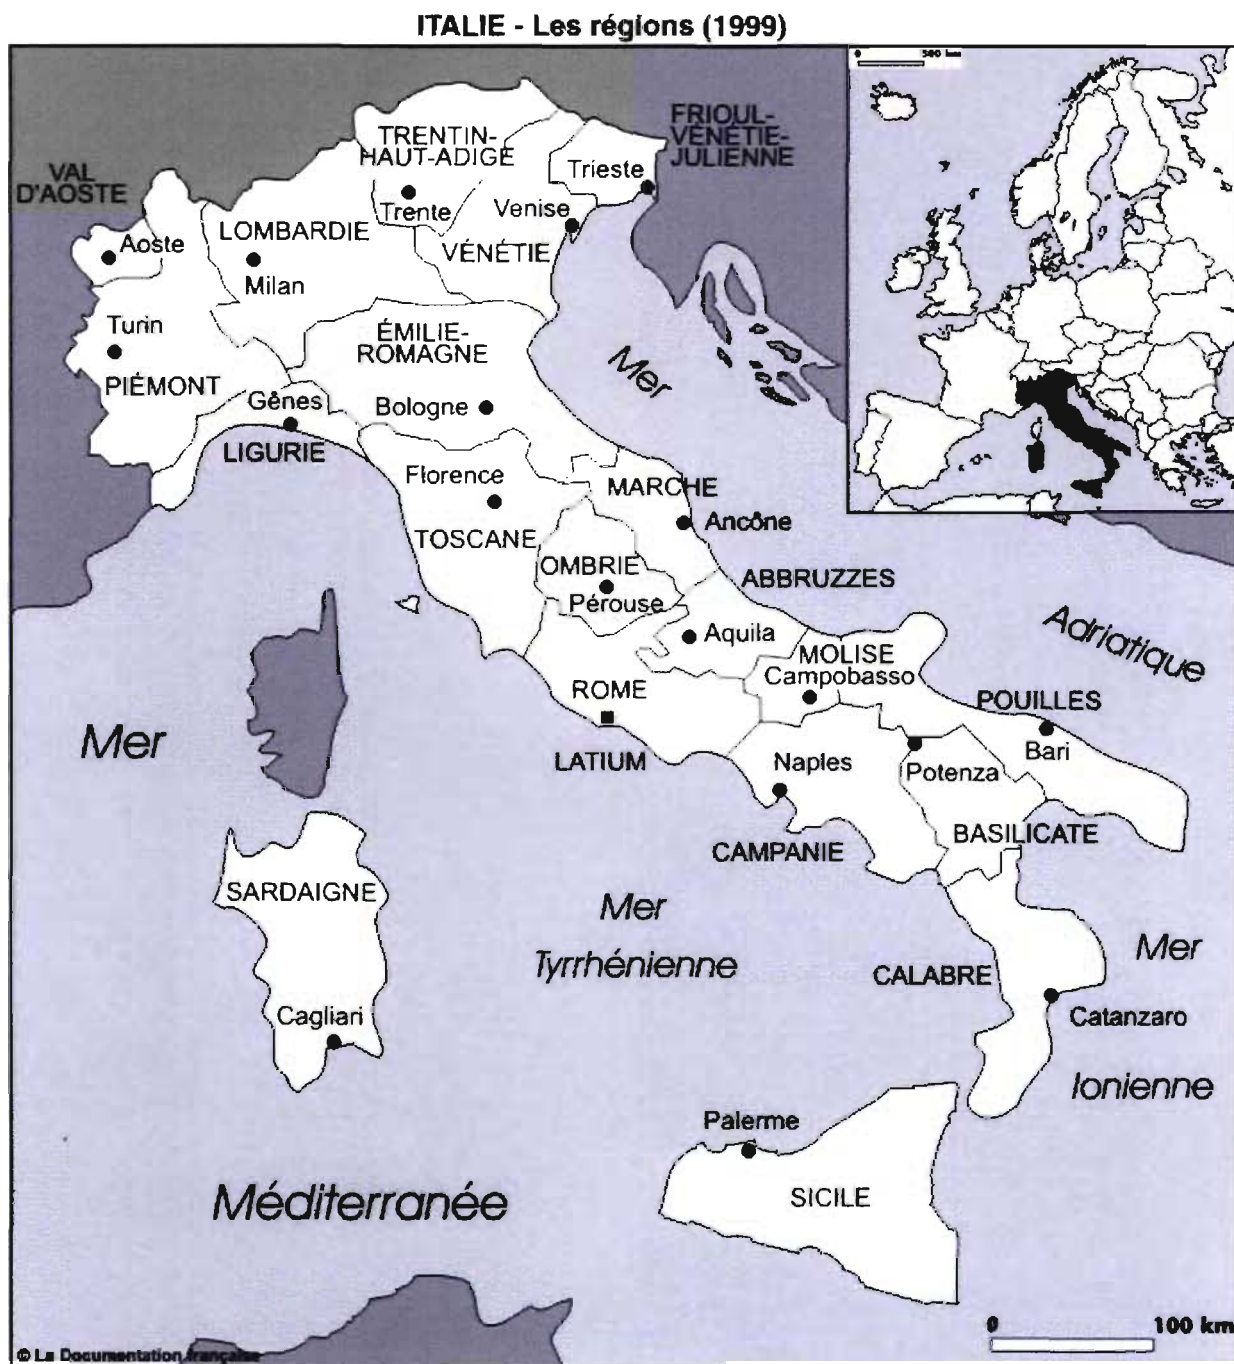 ITALIE - Les régions (1999)
0 500 km
VAL
D'AOSTE
TRENTIN-
HAUT-ADIGE
FRIOUL-
VÉNÉTIE-
JULIENNE
Trieste
Trente
Venise
Aoste
LOMBARDIE
VÉNÉTIE
Milan
Turin
PIÉMONT
ÉMILIE-
ROMAGNE
Mer
Gênes
Bologne
LIGURIE
Florence
MARCHE
TOSCANE
Ancône
OMBRIE
Pérouse
ABBRUZZES
Aquila
Adriatique
MOLISE
Campobasso
ROME
POUILLES
Mer
LATIUM
Naples
Potenza
Bari
CAMPANIE
BASILICATE
SARDAIGNE
Mer
Tyrrhénienne
CALABRE
Mer
Cagliari
Catanzaro
Ionienne
Palerme
Méditerranée
SICILE
0 100 km
© La Documentation française